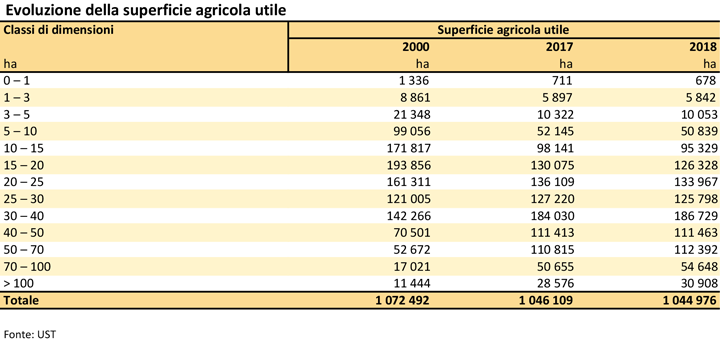 Evoluzione della superficie agricola utile
Classi di dimensioni Superficie agricola utile
2000 2017 2018
ha ha ha ha
0 – 1 1 336 711 678
1 – 3 8 861 5 897 5 842
3 – 5 21 348 10 322 10 053
5 – 10 99 056 52 145 50 839
10 – 15 171 817 98 141 95 329
15 – 20 193 856 130 075 126 328
20 – 25 161 311 136 109 133 967
25 – 30 121 005 127 220 125 798
30 – 40 142 266 184 030 186 729
40 – 50 70 501 111 413 111 463
50 – 70 52 672 110 815 112 392
70 – 100 17 021 50 655 54 648
> 100 11 444 28 576 30 908
Totale 1 072 492 1 046 109 1 044 976
Fonte: UST